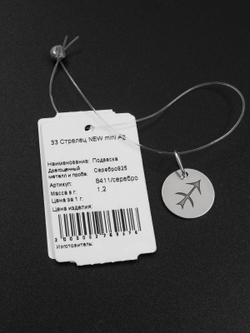 33 Стрелец NEW mini Ag
Наименование: Подвеска
Драгоценный
металл и проба: Серебро925
Артикул: 8411/серебро
Масса в г. 1,2
Цена за 1 г.
Цена изделия:
Изготовитель: